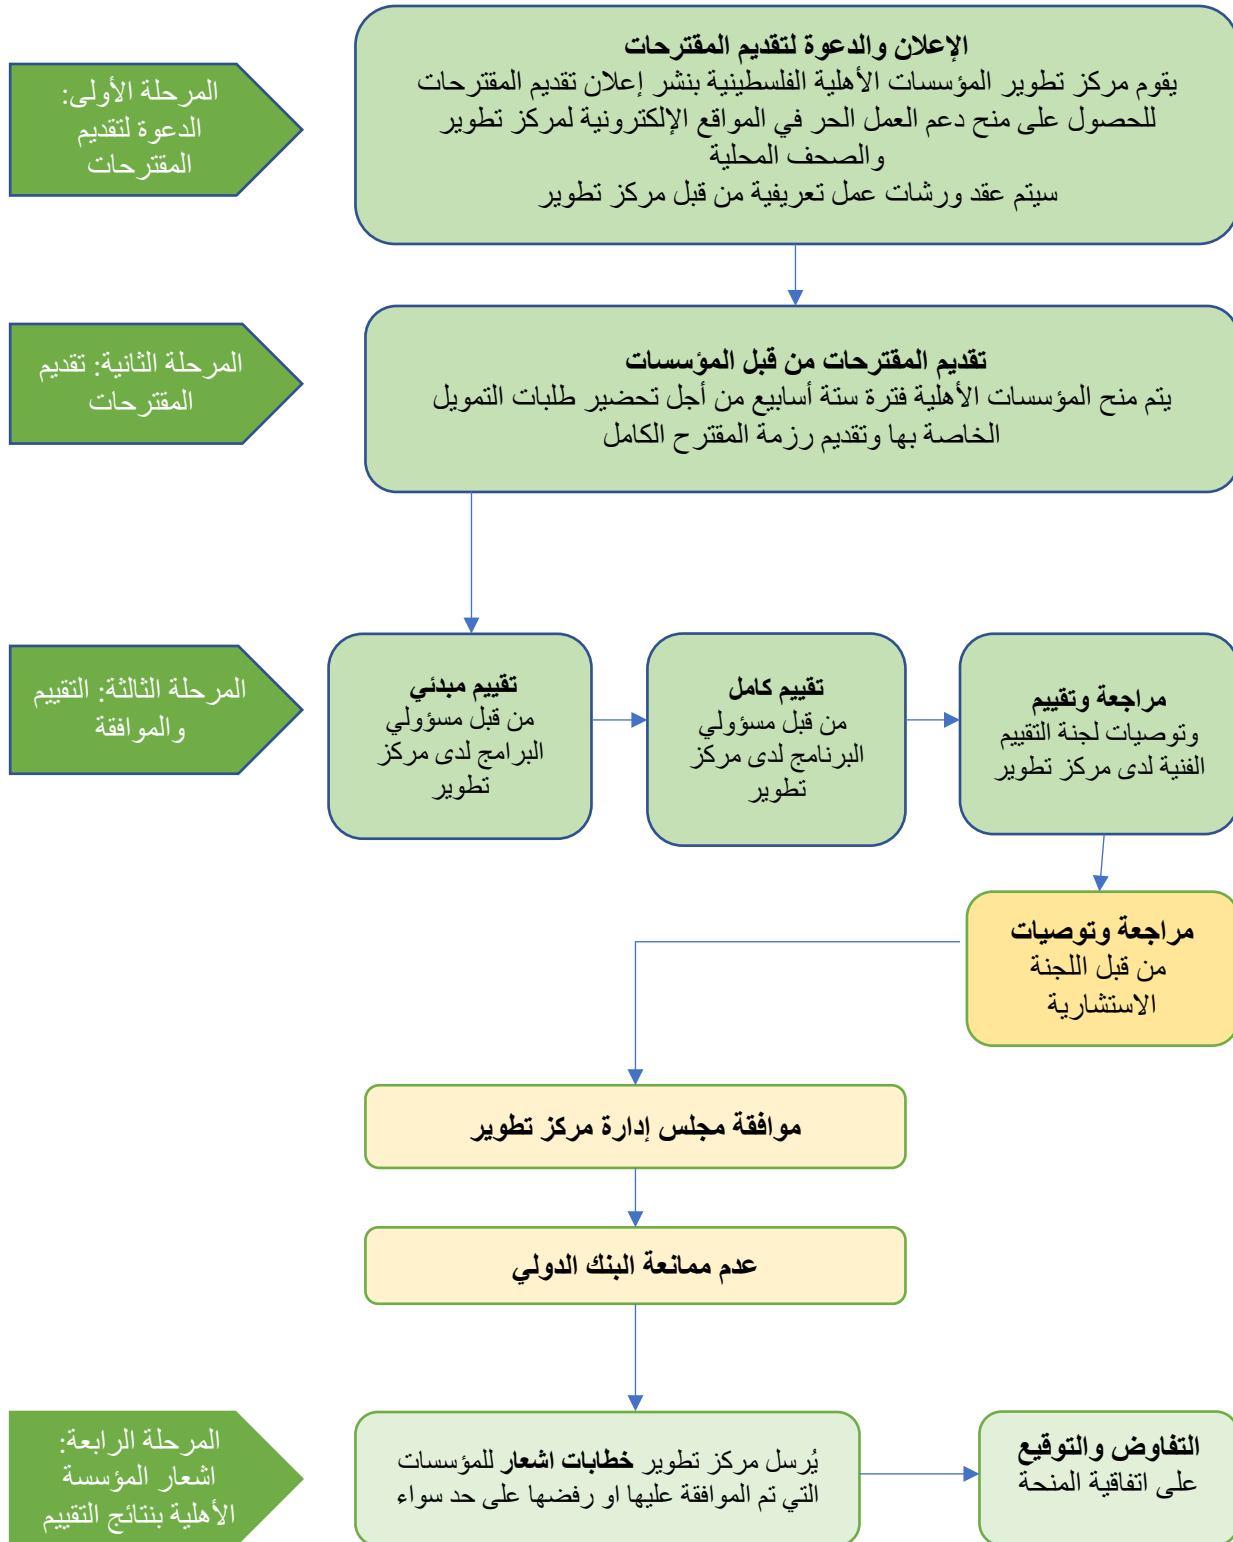 المرحلة الأولى:
الدعوة لتقديم
المقترحات
الإعلان والدعوة لتقديم المقترحات
يقوم مركز تطوير المؤسسات الأهلية الفلسطينية بنشر إعلان تقديم المقترحات
للحصول على منح دعم العمل الحر في المواقع الإلكترونية لمركز تطوير
والصحف المحلية
سيتم عقد ورشات عمل تعريفية من قبل مركز تطوير
المرحلة الثانية: تقديم
المقترحات
تقديم المقترحات من قبل المؤسسات
يتم منح المؤسسات الأهلية فترة ستة أسابيع من أجل تحضير طلبات التمويل
الخاصة بها وتقديم رزمة المقترح الكامل
المرحلة الثالثة: التقييم
والموافقة
تقييم مبدئي
من قبل مسؤولي
البرامج لدى مركز
تطوير
تقييم كامل
من قبل مسؤولي
البرنامج لدى مركز
تطوير
مراجعة وتقييم
وتوصيات لجنة التقييم
الفنية لدى مركز تطوير
مراجعة وتوصيات
من قبل اللجنة
الاستشارية
موافقة مجلس إدارة مركز تطوير
عدم ممانعة البنك الدولي
المرحلة الرابعة:
اشعار المؤسسة
الأهلية بنتائج التقييم
يُرسل مركز تطوير خطابات اشعار للمؤسسات
التي تم الموافقة عليها او رفضها على حد سواء
التفاوض والتوقيع
على اتفاقية المنحة